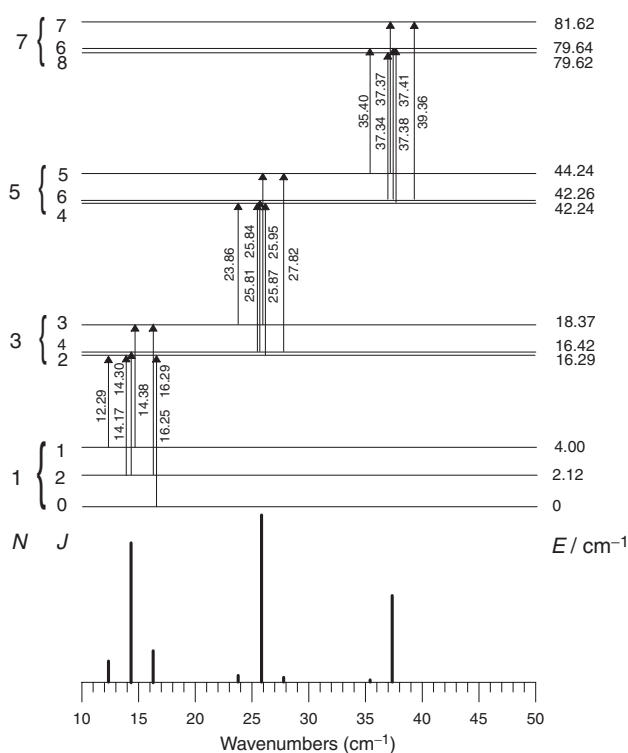 7 { 7 81.62
6 79.64
8 79.62
35.40 37.34 37.37 37.38 37.41 39.36
5 { 5 44.24
6 42.26
4 42.24
23.86 25.81 25.84 25.87 25.95 27.82
3 { 3 18.37
4 16.42
2 16.29
12.29 14.17 14.30 14.38 16.25 16.29
1 { 1 4.00
2 2.12
0 0
N J E / cm⁻¹
10 15 20 25 30 35 40 45 50
Wavenumbers (cm⁻¹)